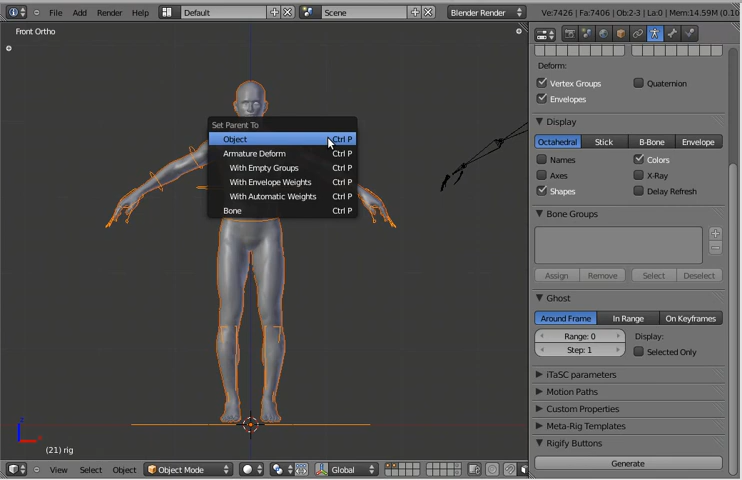 File Add Render Help Default Scene Blender Render Ve:7426 | Fa:7406 | Ob:2-3 | La:0 | Mem:14.59M (0.10
Front Ortho
Set Parent To
Object Ctrl P
Armature Deform Ctrl P
With Empty Groups Ctrl P
With Envelope Weights Ctrl P
With Automatic Weights Ctrl P
Bone Ctrl P
z
x
(21) rig
View Select Object Object Mode Global
Deform:
Vertex Groups Quaternion
Envelopes
Display
Octahedral Stick B-Bone Envelope
Names Colors
Axes X-Ray
Shapes Delay Refresh
Bone Groups
Assign Remove Select Deselect
Ghost
Around Frame In Range On Keyframes
Range: 0 Display:
Step: 1 Selected Only
iTaSC parameters
Motion Paths
Custom Properties
Meta-Rig Templates
Rigify Buttons
Generate